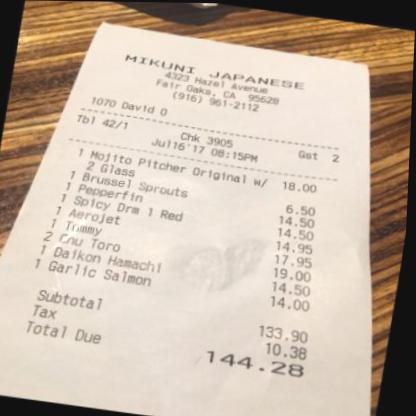 MIKUNI JAPANESE
4323 Hazel Avenue
Fair Oaks, CA 95628
(916) 961-2112
1070 David O
Tbl 42/1 Chk 3905 Gst 2
Jul16'17 08:15PM
1 Mojito Pitcher Original w/ 18.00
2 Glass
1 Brussel Sprouts 6.50
1 Pepperfin 14.50
1 Spicy Drm 1 Red 14.50
1 Aerojet 14.95
1 Tommy 17.95
2 Chu Toro 19.00
1 Daikon Hamachi 14.50
1 Garlic Salmon 14.00
Subtotal 133.90
Tax 10.38
Total Due 144.28